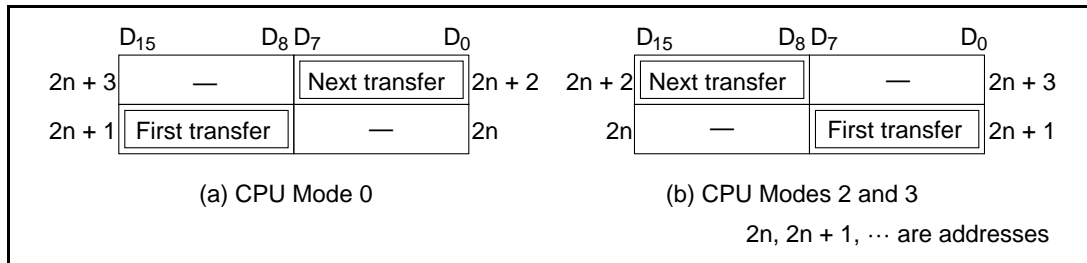 D15 D8 D7 D0 D15 D8 D7 D0
2n + 3 — Next transfer 2n + 2 2n + 2 Next transfer — 2n + 3
2n + 1 First transfer — 2n 2n — First transfer 2n + 1
(a) CPU Mode 0 (b) CPU Modes 2 and 3
2n, 2n + 1, ··· are addresses